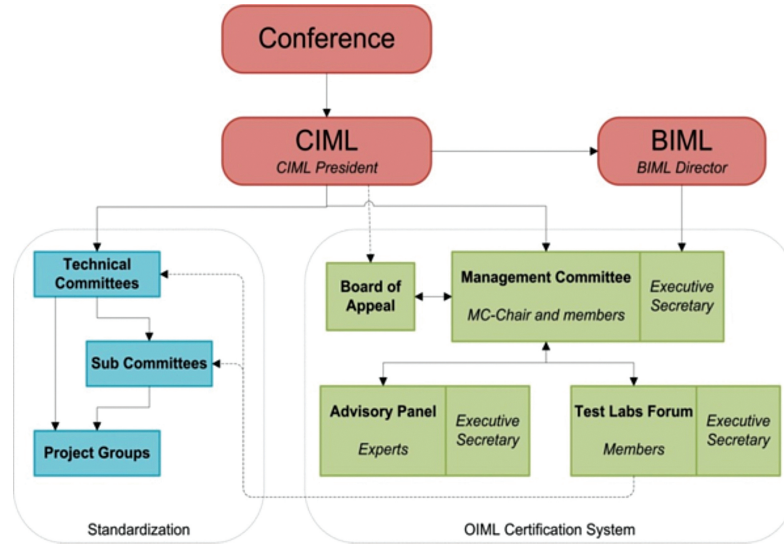 Conference
CIML
CIML President
BIML
BIML Director
Technical
Committees
Sub Committees
Project Groups
Standardization
Board of
Appeal
Management Committee
MC-Chair and members
Executive
Secretary
Advisory Panel
Experts
Executive
Secretary
Test Labs Forum
Members
Executive
Secretary
OIML Certification System